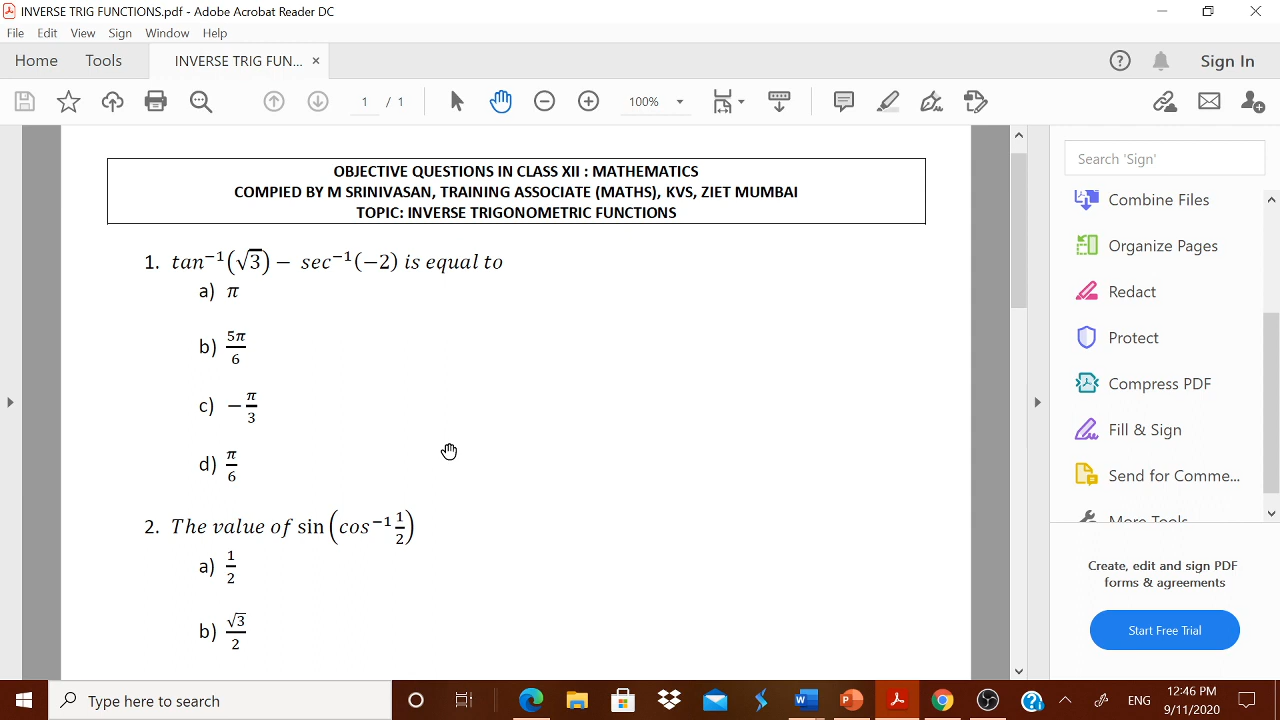 INVERSE TRIG FUNCTIONS.pdf - Adobe Acrobat Reader DC
File Edit View Sign Window Help
Home Tools INVERSE TRIG FUN... × Sign In
1 / 1 100%
OBJECTIVE QUESTIONS IN CLASS XII : MATHEMATICS
COMPIED BY M SRINIVASAN, TRAINING ASSOCIATE (MATHS), KVS, ZIET MUMBAI
TOPIC: INVERSE TRIGONOMETRIC FUNCTIONS
1. tan⁻¹(√3) − sec⁻¹(−2) is equal to
a) π
b) 5π/6
c) −π/3
d) π/6
2. The value of sin (cos⁻¹ 1/2)
a) 1/2
b) √3/2
Search 'Sign'
Combine Files
Organize Pages
Redact
Protect
Compress PDF
Fill & Sign
Send for Comme...
More Tools
Create, edit and sign PDF
forms & agreements
Start Free Trial
Type here to search
ENG
12:46 PM
9/11/2020